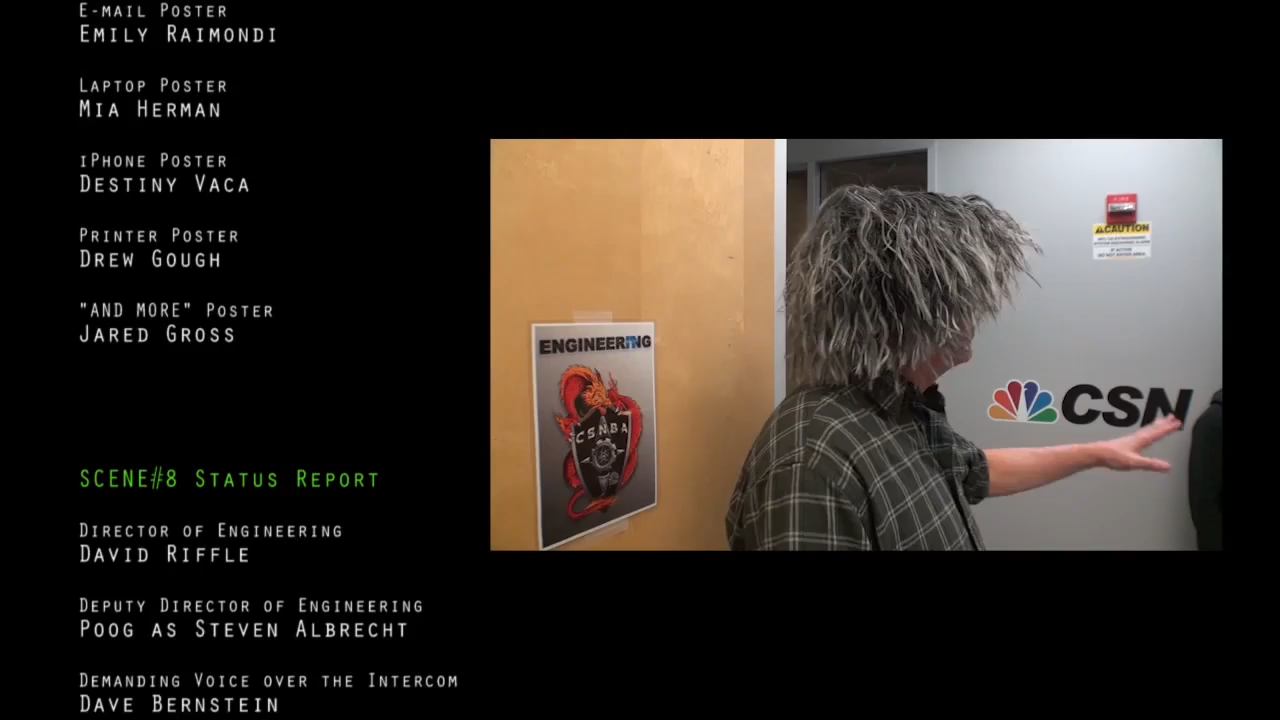 E-MAIL POSTER
EMILY RAIMONDI
LAPTOP POSTER
MIA HERMAN
IPHONE POSTER
DESTINY VACA
PRINTER POSTER
DREW GOUGH
"AND MORE" POSTER
JARED GROSS
SCENE#8 STATUS REPORT
DIRECTOR OF ENGINEERING
DAVID RIFFLE
DEPUTY DIRECTOR OF ENGINEERING
POOG AS STEVEN ALBRECHT
DEMANDING VOICE OVER THE INTERCOM
DAVE BERNSTEIN
ENGINEERING
CSNBA
FIRE
CAUTION
CSN